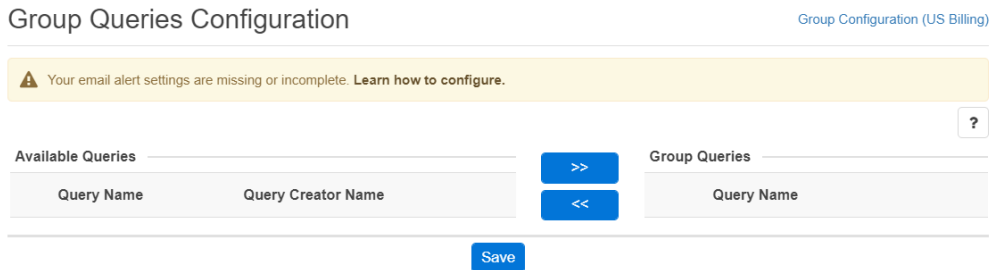 Group Queries Configuration
Group Configuration (US Billing)
Your email alert settings are missing or incomplete. Learn how to configure.
?
Available Queries
>>
Group Queries
Query Name Query Creator Name
<<
Query Name
Save